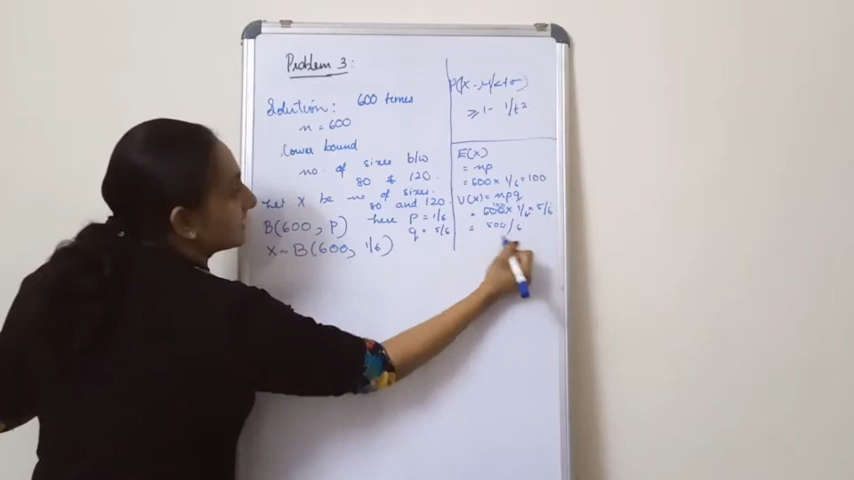 Problem 3:
Solution: 600 times
n = 600
Lower bound
no. of sixes b/w
80 & 120.
Let X be no of sixes.
80 and 120.
B(600, P) here p = 1/6
q = 5/6
X ~ B(600, 1/6)
P(|X - μ| < tσ)
≥ 1 - 1/t²
E(X)
= np
= 600 × 1/6 = 100
V(X) = npq
= 600 × 1/6 × 5/6
= 500/6